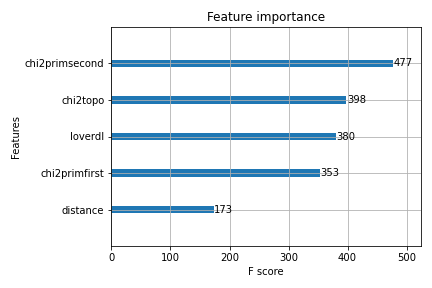 Feature importance
chi2primsecond
477
chi2topo
398
loverdl
380
chi2primfirst
353
distance
173
0 100 200 300 400 500
F score
Features